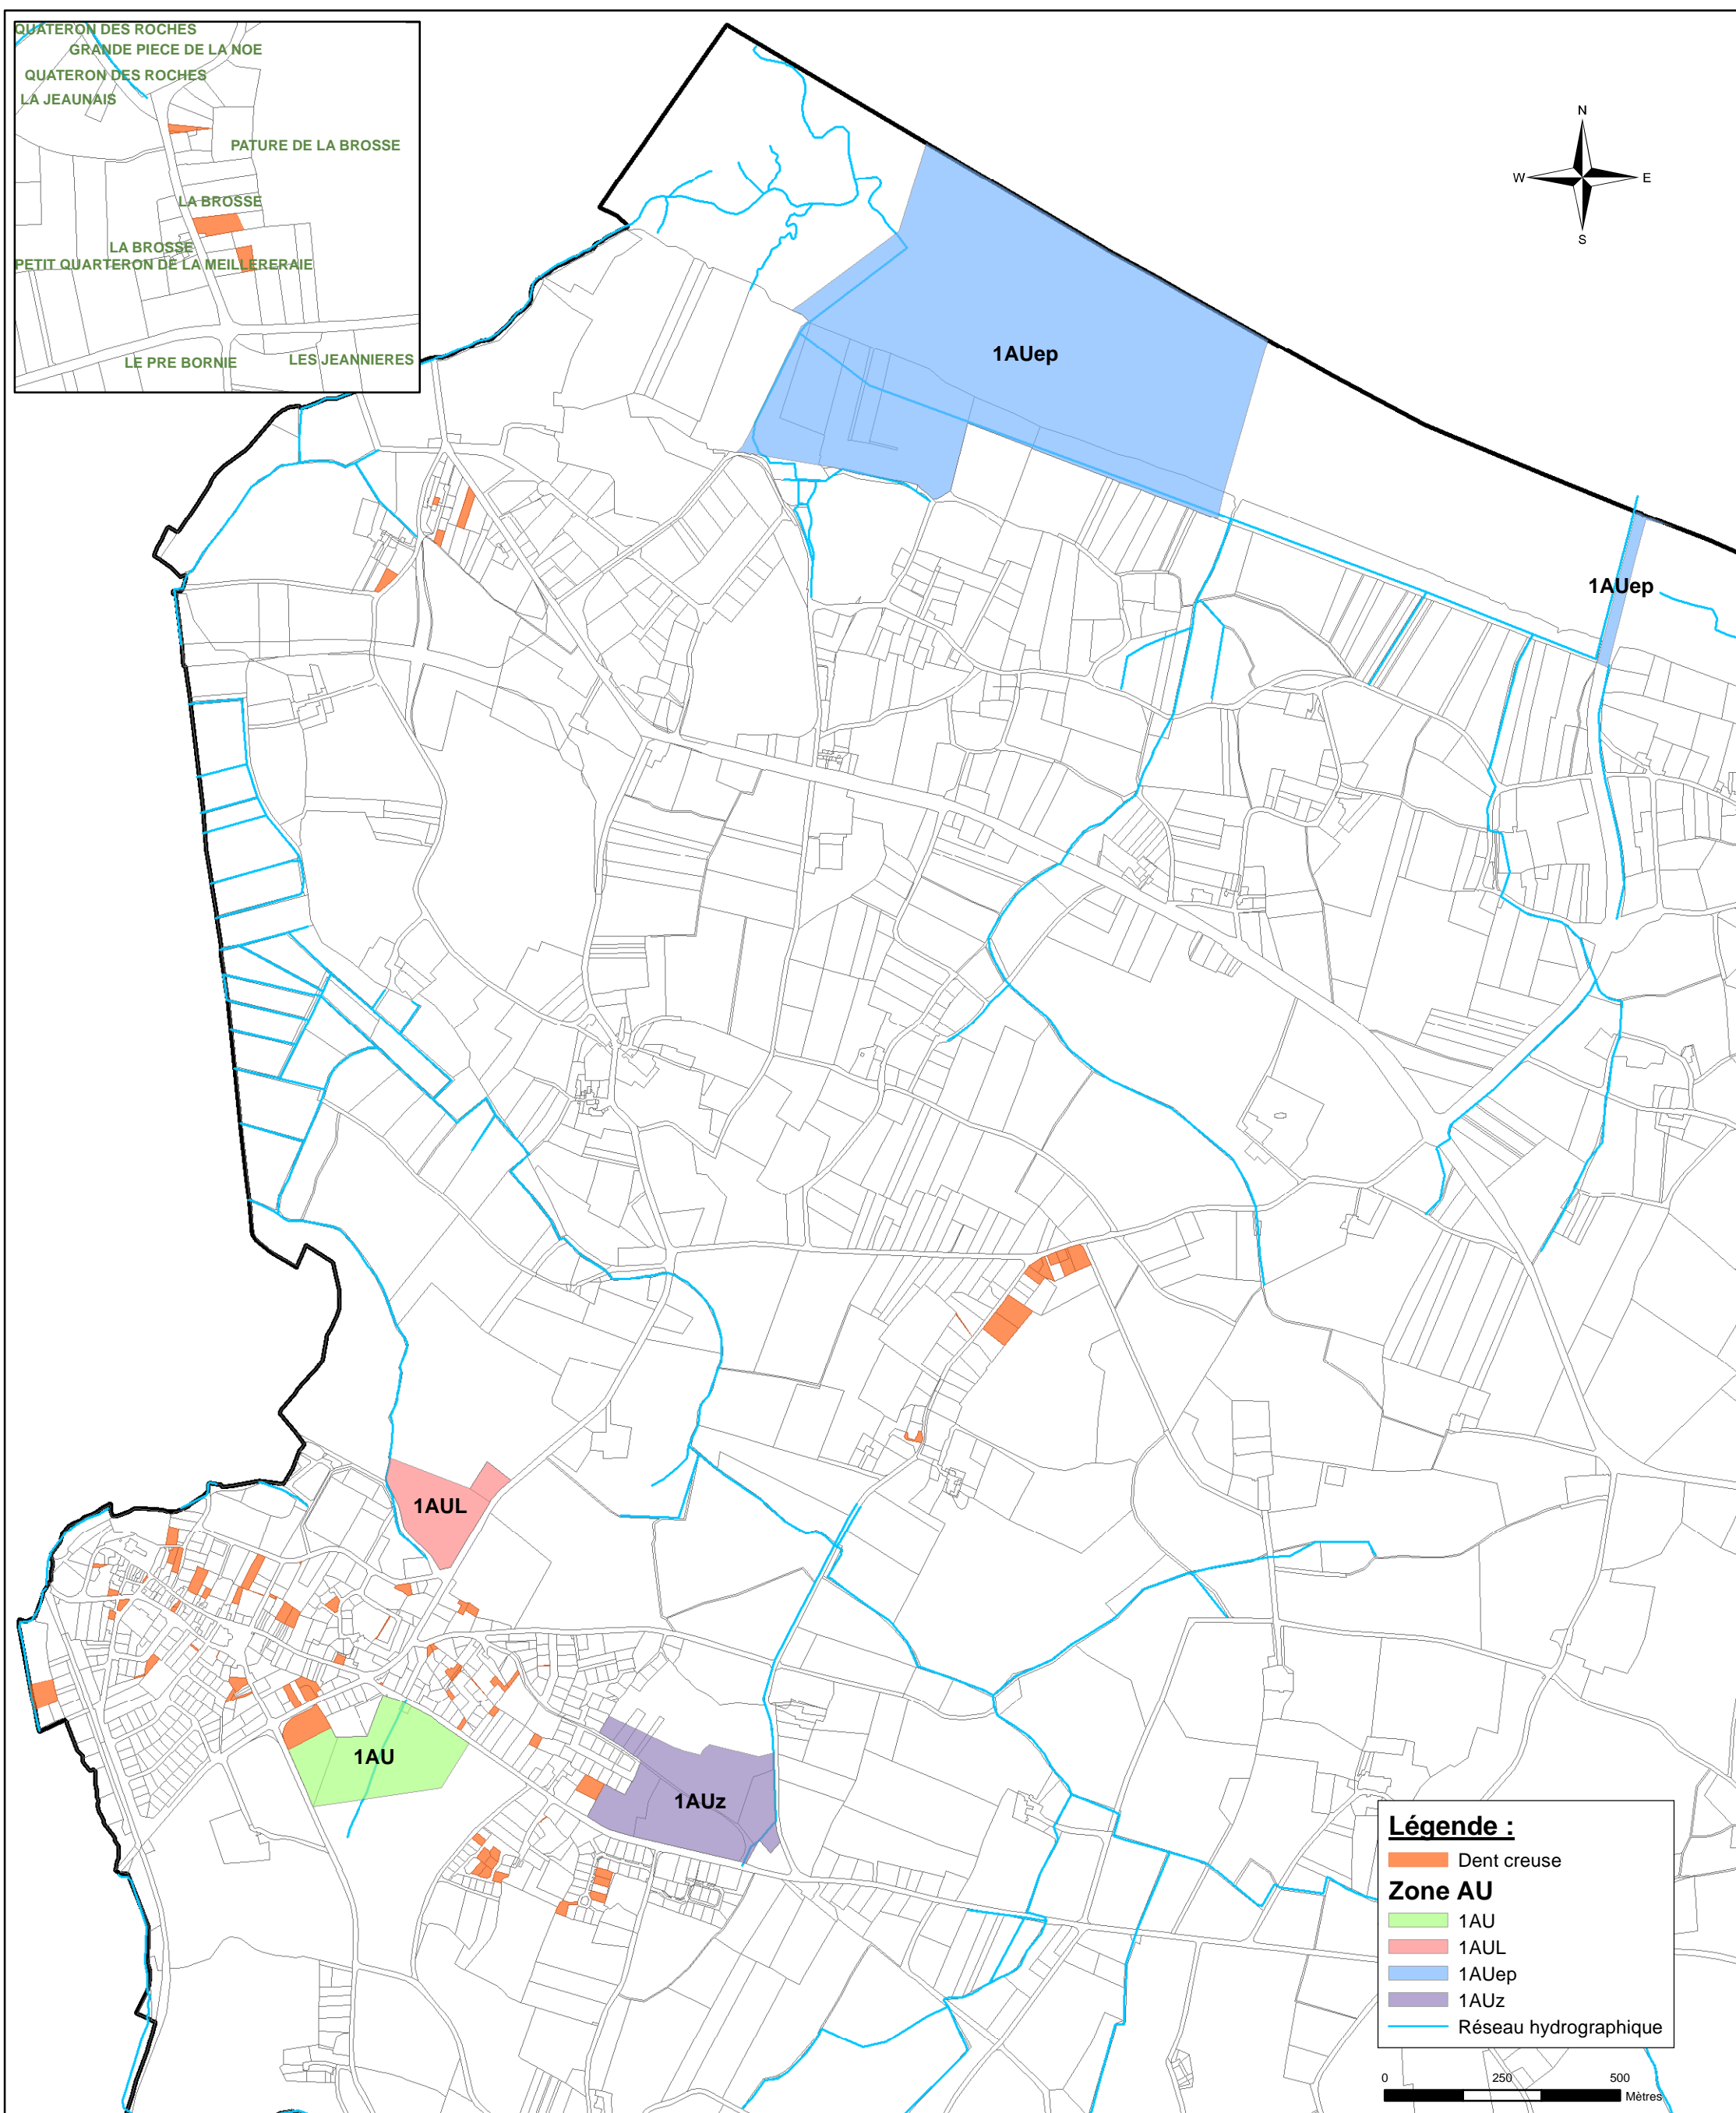 QUATERON DES ROCHES
GRANDE PIECE DE LA NOE
QUATERON DES ROCHES
LA JEAUNAIS
PATURE DE LA BROSSE
LA BROSSE
LA BROSSE
PETIT QUARTERON DE LA MEILLERERAIE
LE PRE BORNIE
LES JEANNIERES
N
W
E
S
1AUep
1AUep
1AUL
1AU
1AUz
Légende :
Dent creuse
Zone AU
1AU
1AUL
1AUep
1AUz
Réseau hydrographique
0 250 500
Mètres